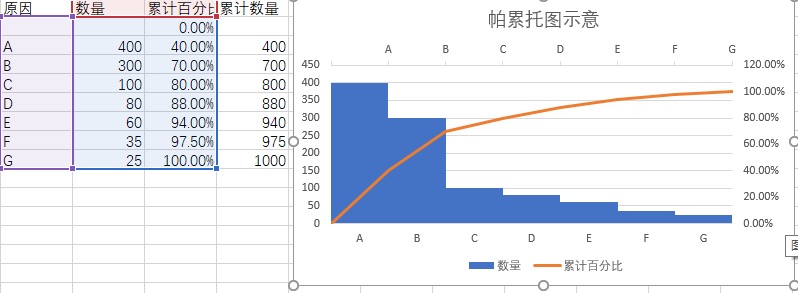 原因 数量 累计百分比 累计数量
0.00%
A 400 40.00% 400
B 300 70.00% 700
C 100 80.00% 800
D 80 88.00% 880
E 60 94.00% 940
F 35 97.50% 975
G 25 100.00% 1000
帕累托图示意
A B C D E F G
450 120.00%
400 100.00%
350 80.00%
300 60.00%
250 40.00%
200 20.00%
150 0.00%
100
50
0
A B C D E F G
数量 累计百分比